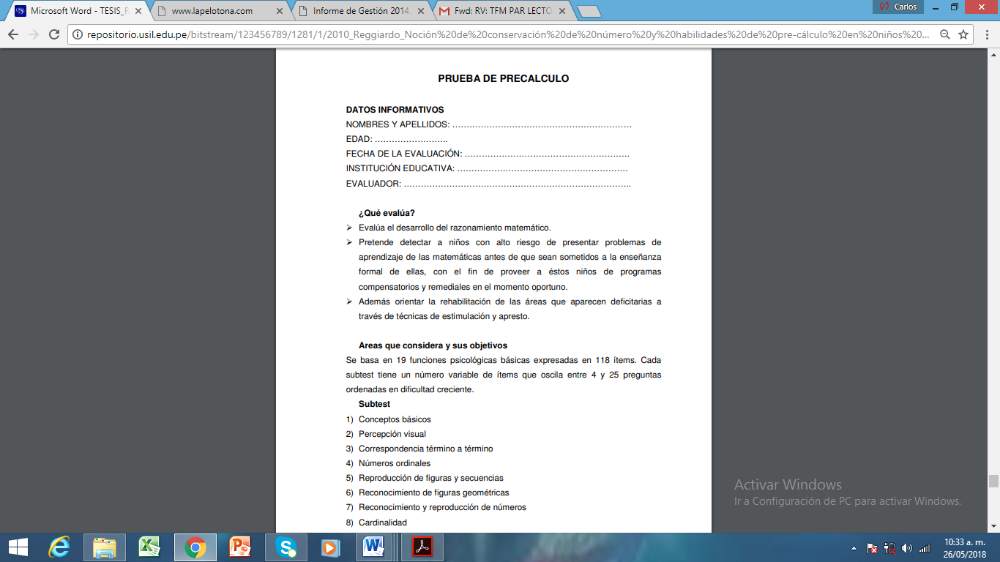 Microsoft Word - TESIS_R
www.lapelotona.com
Informe de Gestión 2014.
Fwd: RV: TFM PAR LECTO
Carlos
repositorio.usil.edu.pe/bitstream/123456789/1281/1/2010_Reggiardo_Noción%20de%20conservación%20de%20número%20y%20habilidades%20de%20pre-cálculo%20en%20niños%20...
PRUEBA DE PRECALCULO
DATOS INFORMATIVOS
NOMBRES Y APELLIDOS: ………………………………………………………
EDAD: ……………………..
FECHA DE LA EVALUACIÓN: ………………………………………………….
INSTITUCIÓN EDUCATIVA: ……………………………………………………
EVALUADOR: ……………………………………………………………………..
¿Qué evalúa?
➢ Evalúa el desarrollo del razonamiento matemático.
➢ Pretende detectar a niños con alto riesgo de presentar problemas de
aprendizaje de las matemáticas antes de que sean sometidos a la enseñanza
formal de ellas, con el fin de proveer a éstos niños de programas
compensatorios y remediales en el momento oportuno.
➢ Además orientar la rehabilitación de las áreas que aparecen deficitarias a
través de técnicas de estimulación y apresto.
Areas que considera y sus objetivos
Se basa en 19 funciones psicológicas básicas expresadas en 118 ítems. Cada
subtest tiene un número variable de ítems que oscila entre 4 y 25 preguntas
ordenadas en dificultad creciente.
Subtest
1) Conceptos básicos
2) Percepción visual
3) Correspondencia término a término
4) Números ordinales
5) Reproducción de figuras y secuencias
6) Reconocimiento de figuras geométricas
7) Reconocimiento y reproducción de números
8) Cardinalidad
Activar Windows
Ir a Configuración de PC para activar Windows.
10:33 a. m.
26/05/2018